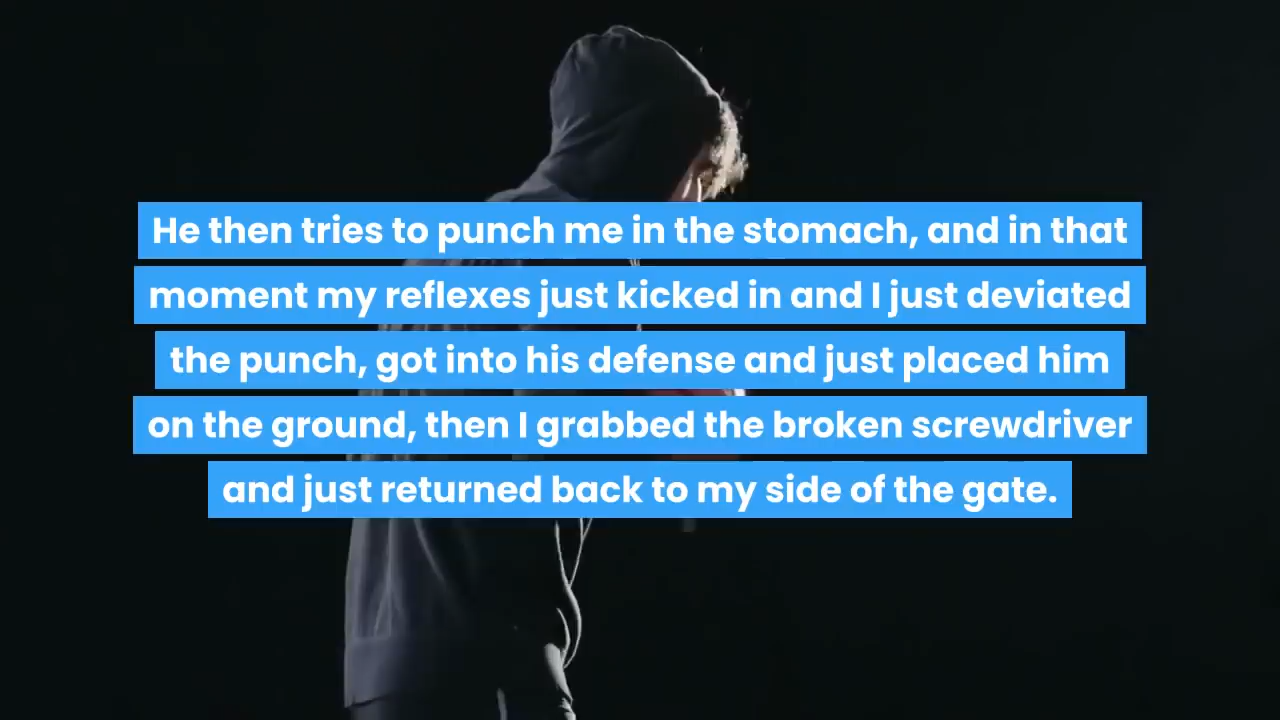 He then tries to punch me in the stomach, and in that
moment my reflexes just kicked in and I just deviated
the punch, got into his defense and just placed him
on the ground, then I grabbed the broken screwdriver
and just returned back to my side of the gate.